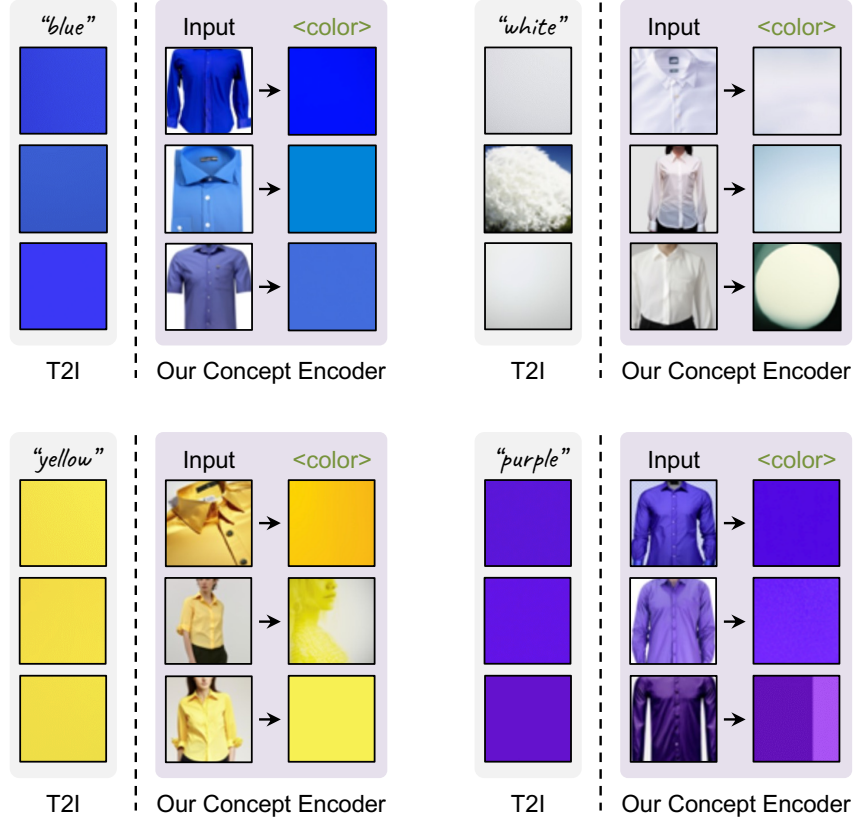 “blue”
Input
<color>
T2I
Our Concept Encoder
“white”
Input
<color>
T2I
Our Concept Encoder
“yellow”
Input
<color>
T2I
Our Concept Encoder
“purple”
Input
<color>
T2I
Our Concept Encoder